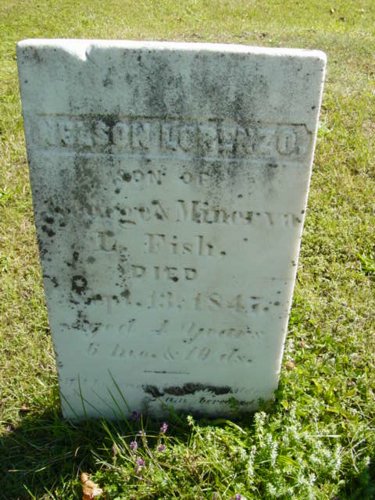 NELSON LORENZO.
SON OF
George & Minerva
L. Fish.
DIED
Sept. 13, 1847.
Aged 4 years
6 mo. & 19 ds.